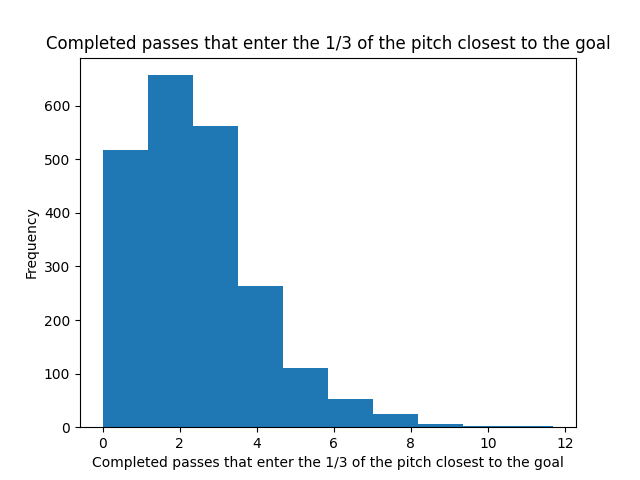 Completed passes that enter the 1/3 of the pitch closest to the goal
Frequency
600
500
400
300
200
100
0
0 2 4 6 8 10 12
Completed passes that enter the 1/3 of the pitch closest to the goal